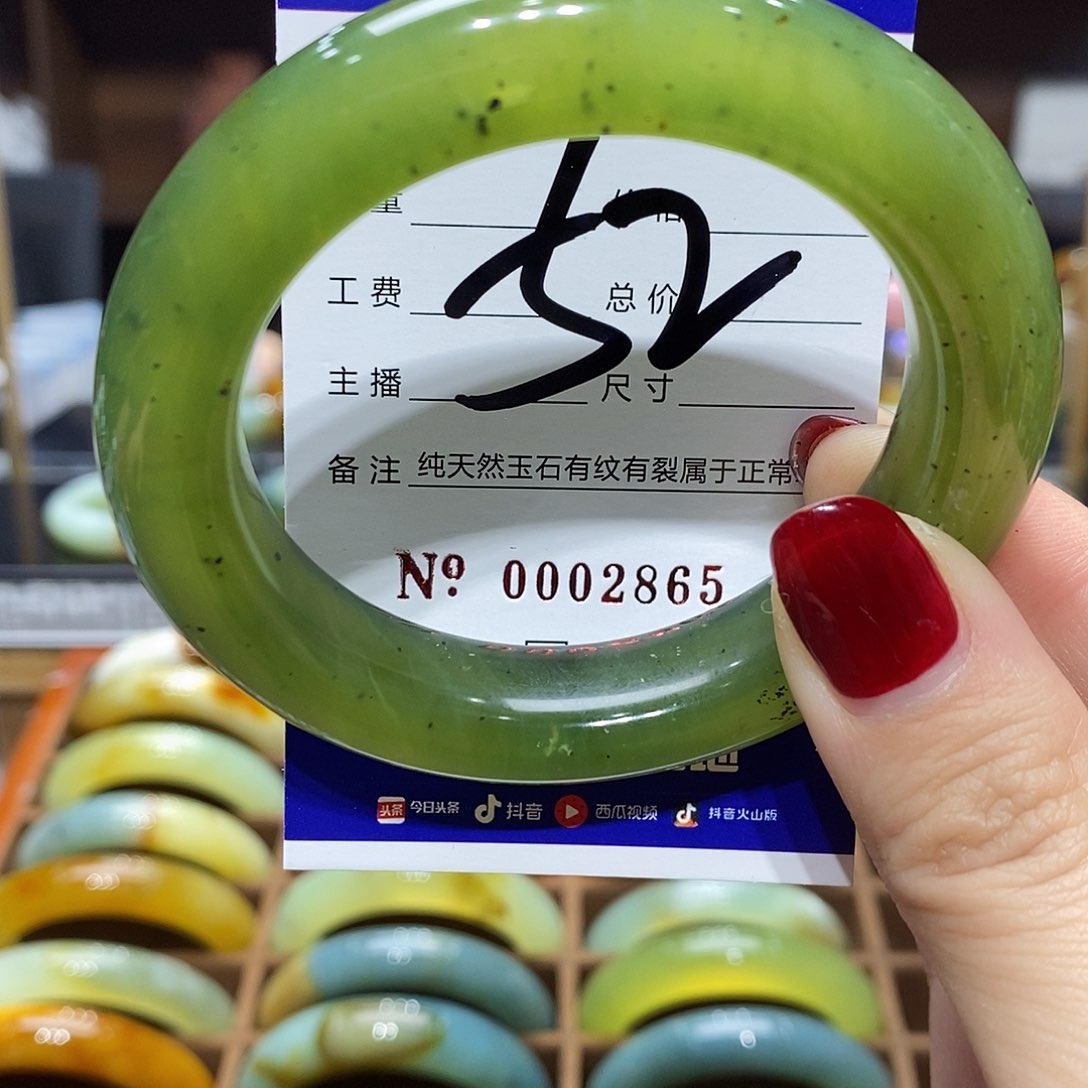 52
工费 总价
主播 尺寸
备注 纯天然玉石有纹有裂属于正常
Nº 0002865
头条 今日头条 抖音 西瓜视频 抖音火山版